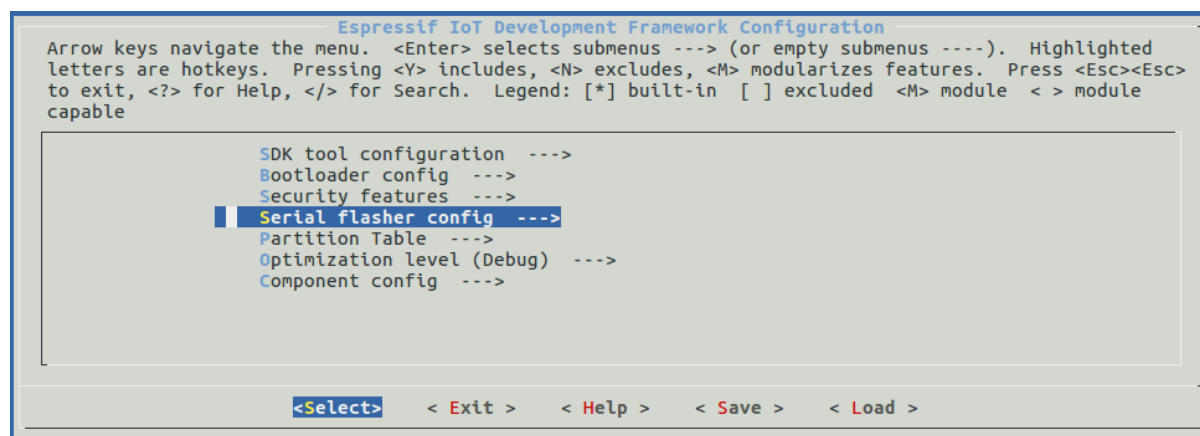 Espressif IoT Development Framework Configuration
Arrow keys navigate the menu.  <Enter> selects submenus ---> (or empty submenus ----).  Highlighted
letters are hotkeys.  Pressing <Y> includes, <N> excludes, <M> modularizes features.  Press <Esc><Esc>
to exit, <?> for Help, </> for Search.  Legend: [*] built-in  [ ] excluded  <M> module  < > module
capable
SDK tool configuration  --->
Bootloader config  --->
Security features  --->
Serial flasher config  --->
Partition Table  --->
Optimization level (Debug)  --->
Component config  --->
<Select>    < Exit >    < Help >    < Save >    < Load >